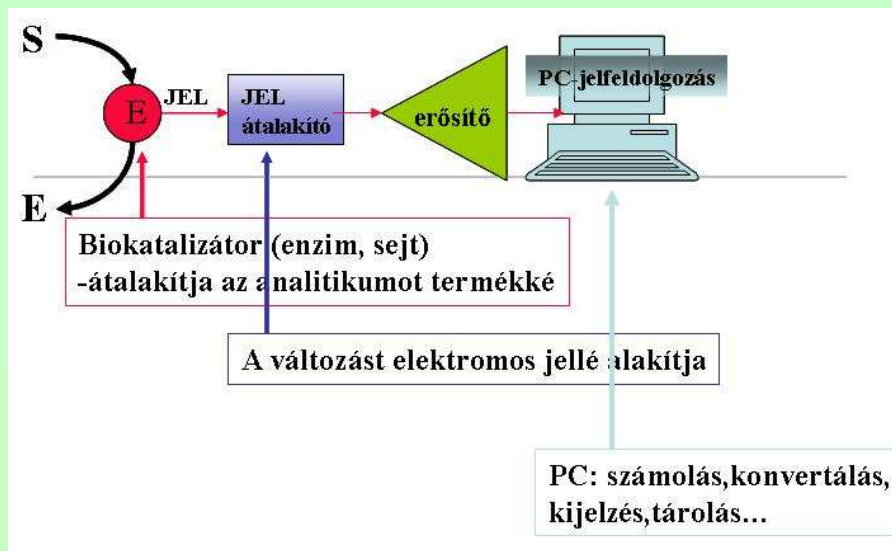 S
E
JEL
JEL
átalakító
erősítő
PC-jelfeldolgozás
E
Biokatalizátor (enzim, sejt)
-átalakítja az analitikumot termékké
A változást elektromos jellé alakítja
PC: számolás,konvertálás,
kijelzés,tárolás...